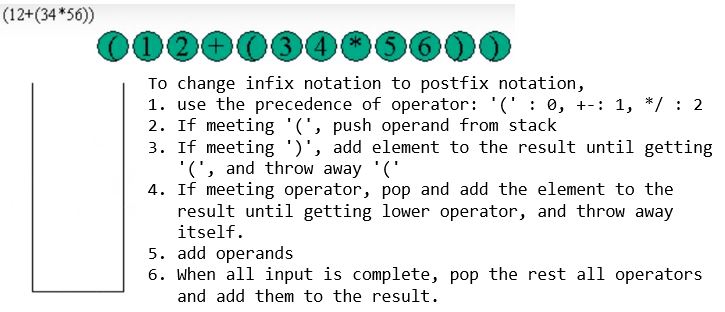 (12+(34*56))
( 1 2 + ( 3 4 * 5 6 ) )
To change infix notation to postfix notation,
1. use the precedence of operator: '(' : 0, +-: 1, */ : 2
2. If meeting '(', push operand from stack
3. If meeting ')', add element to the result until getting
'(', and throw away '('
4. If meeting operator, pop and add the element to the
result until getting lower operator, and throw away
itself.
5. add operands
6. When all input is complete, pop the rest all operators
and add them to the result.